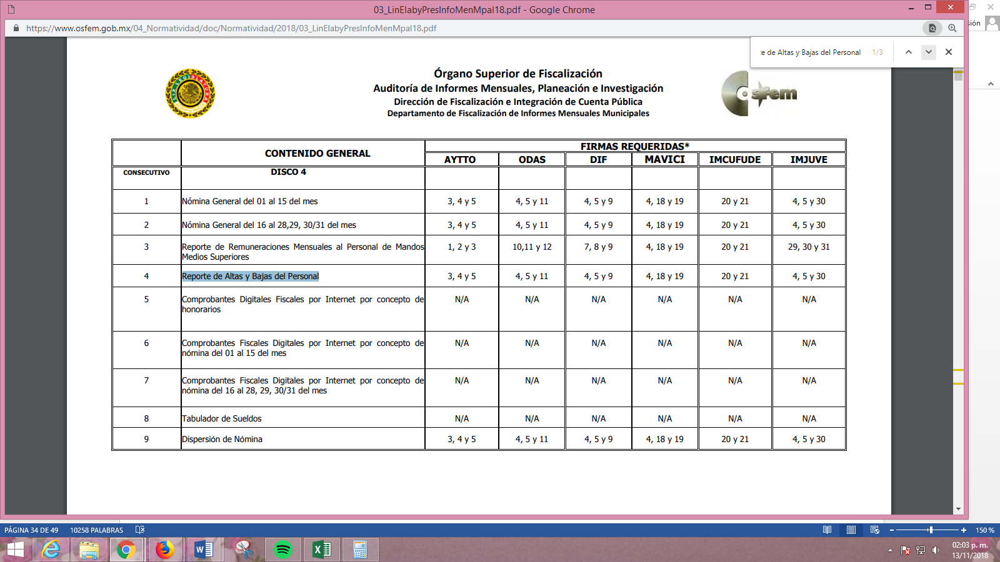 03_LinElabyPresInfoMenMpal18.pdf - Google Chrome
https://www.osfem.gob.mx/04_Normatividad/doc/Normatividad/2018/03_LinElabyPresInfoMenMpal18.pdf
sión
e de Altas y Bajas del Personal 1/3
Órgano Superior de Fiscalización
Auditoría de Informes Mensuales, Planeación e Investigación
Dirección de Fiscalización e Integración de Cuenta Pública
Departamento de Fiscalización de Informes Mensuales Municipales
LIX LEGISLATURA
osfem
CONTENIDO GENERAL FIRMAS REQUERIDAS*
AYTTO ODAS DIF MAVICI IMCUFUDE IMJUVE
CONSECUTIVO DISCO 4
1 Nómina General del 01 al 15 del mes 3, 4 y 5 4, 5 y 11 4, 5 y 9 4, 18 y 19 20 y 21 4, 5 y 30
2 Nómina General del 16 al 28,29, 30/31 del mes 3, 4 y 5 4, 5 y 11 4, 5 y 9 4, 18 y 19 20 y 21 4, 5 y 30
3 Reporte de Remuneraciones Mensuales al Personal de Mandos 1, 2 y 3 10,11 y 12 7, 8 y 9 4, 18 y 19 20 y 21 29, 30 y 31
Medios Superiores
4 Reporte de Altas y Bajas del Personal 3, 4 y 5 4, 5 y 11 4, 5 y 9 4, 18 y 19 20 y 21 4, 5 y 30
5 Comprobantes Digitales Fiscales por Internet por concepto de N/A N/A N/A N/A N/A N/A
honorarios
6 Comprobantes Fiscales Digitales por Internet por concepto de N/A N/A N/A N/A N/A N/A
nómina del 01 al 15 del mes
7 Comprobantes Fiscales Digitales por Internet por concepto de N/A N/A N/A N/A N/A N/A
nómina del 16 al 28, 29, 30/31 del mes
8 Tabulador de Sueldos N/A N/A N/A N/A N/A N/A
9 Dispersión de Nómina 3, 4 y 5 4, 5 y 11 4, 5 y 9 4, 18 y 19 20 y 21 4, 5 y 30
PÁGINA 34 DE 49 10258 PALABRAS 150 %
02:03 p. m.
13/11/2018